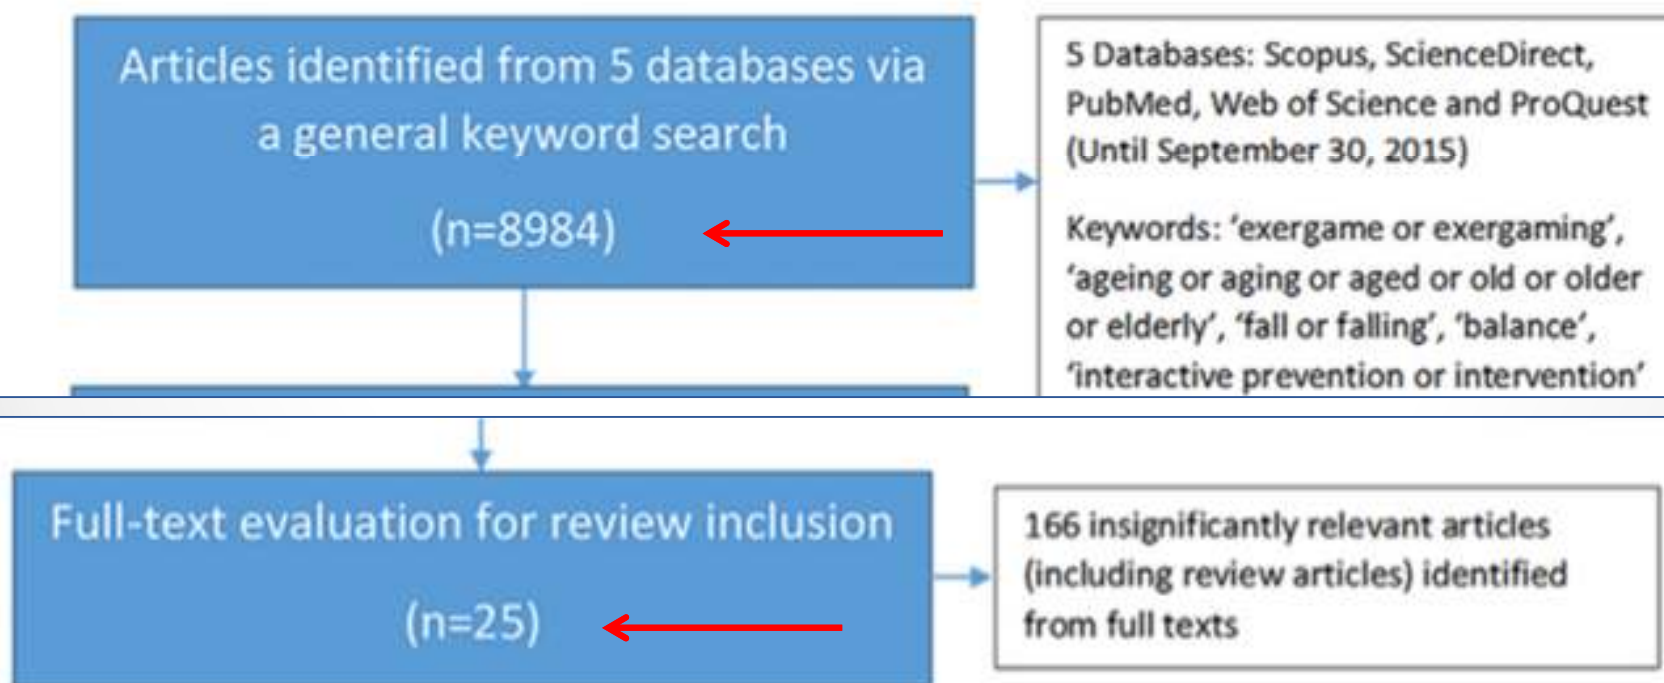 Articles identified from 5 databases via
a general keyword search
(n=8984)
5 Databases: Scopus, ScienceDirect,
PubMed, Web of Science and ProQuest
(Until September 30, 2015)
Keywords: ‘exergame or exergaming’,
‘ageing or aging or aged or old or older
or elderly’, ‘fall or falling’, ‘balance’,
‘interactive prevention or intervention’
Full-text evaluation for review inclusion
(n=25)
166 insignificantly relevant articles
(including review articles) identified
from full texts